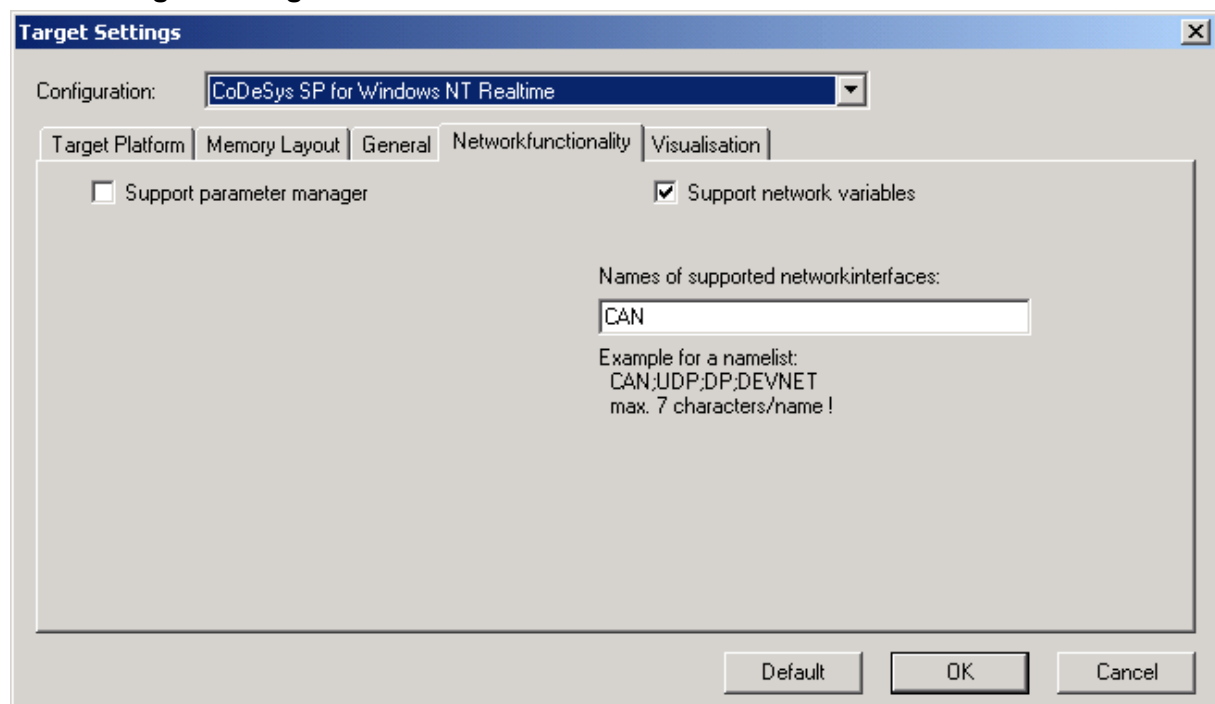 Target Settings
Configuration: CoDeSys SP for Windows NT Realtime
Target Platform Memory Layout General Networkfunctionality Visualisation
Support parameter manager Support network variables
Names of supported networkinterfaces:
CAN
Example for a namelist:
CAN;UDP;DP;DEVNET
max. 7 characters/name !
Default OK Cancel